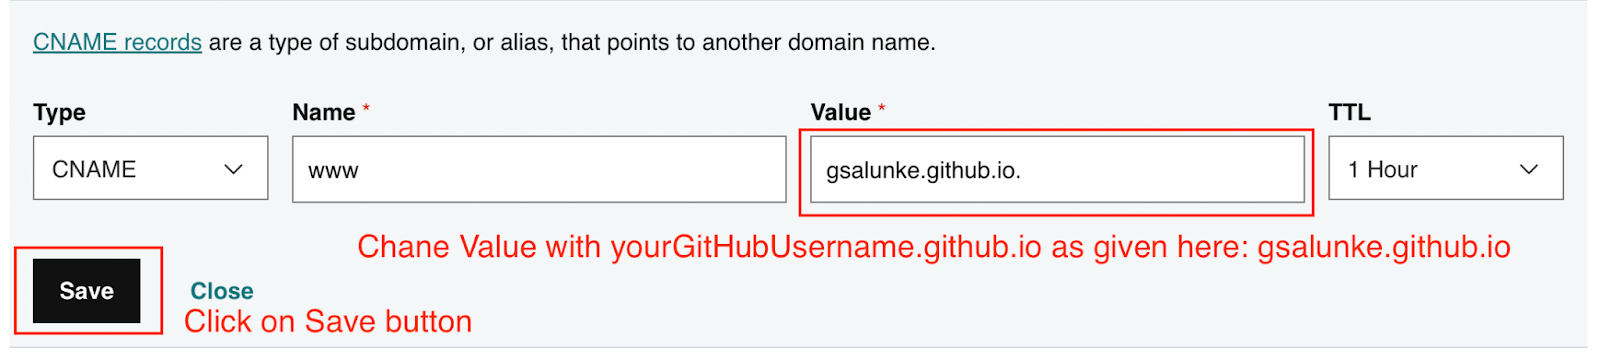 CNAME records are a type of subdomain, or alias, that points to another domain name.
Type Name * Value * TTL
CNAME www gsalunke.github.io. 1 Hour
Chane Value with yourGitHubUsername.github.io as given here: gsalunke.github.io
Save Close
Click on Save button